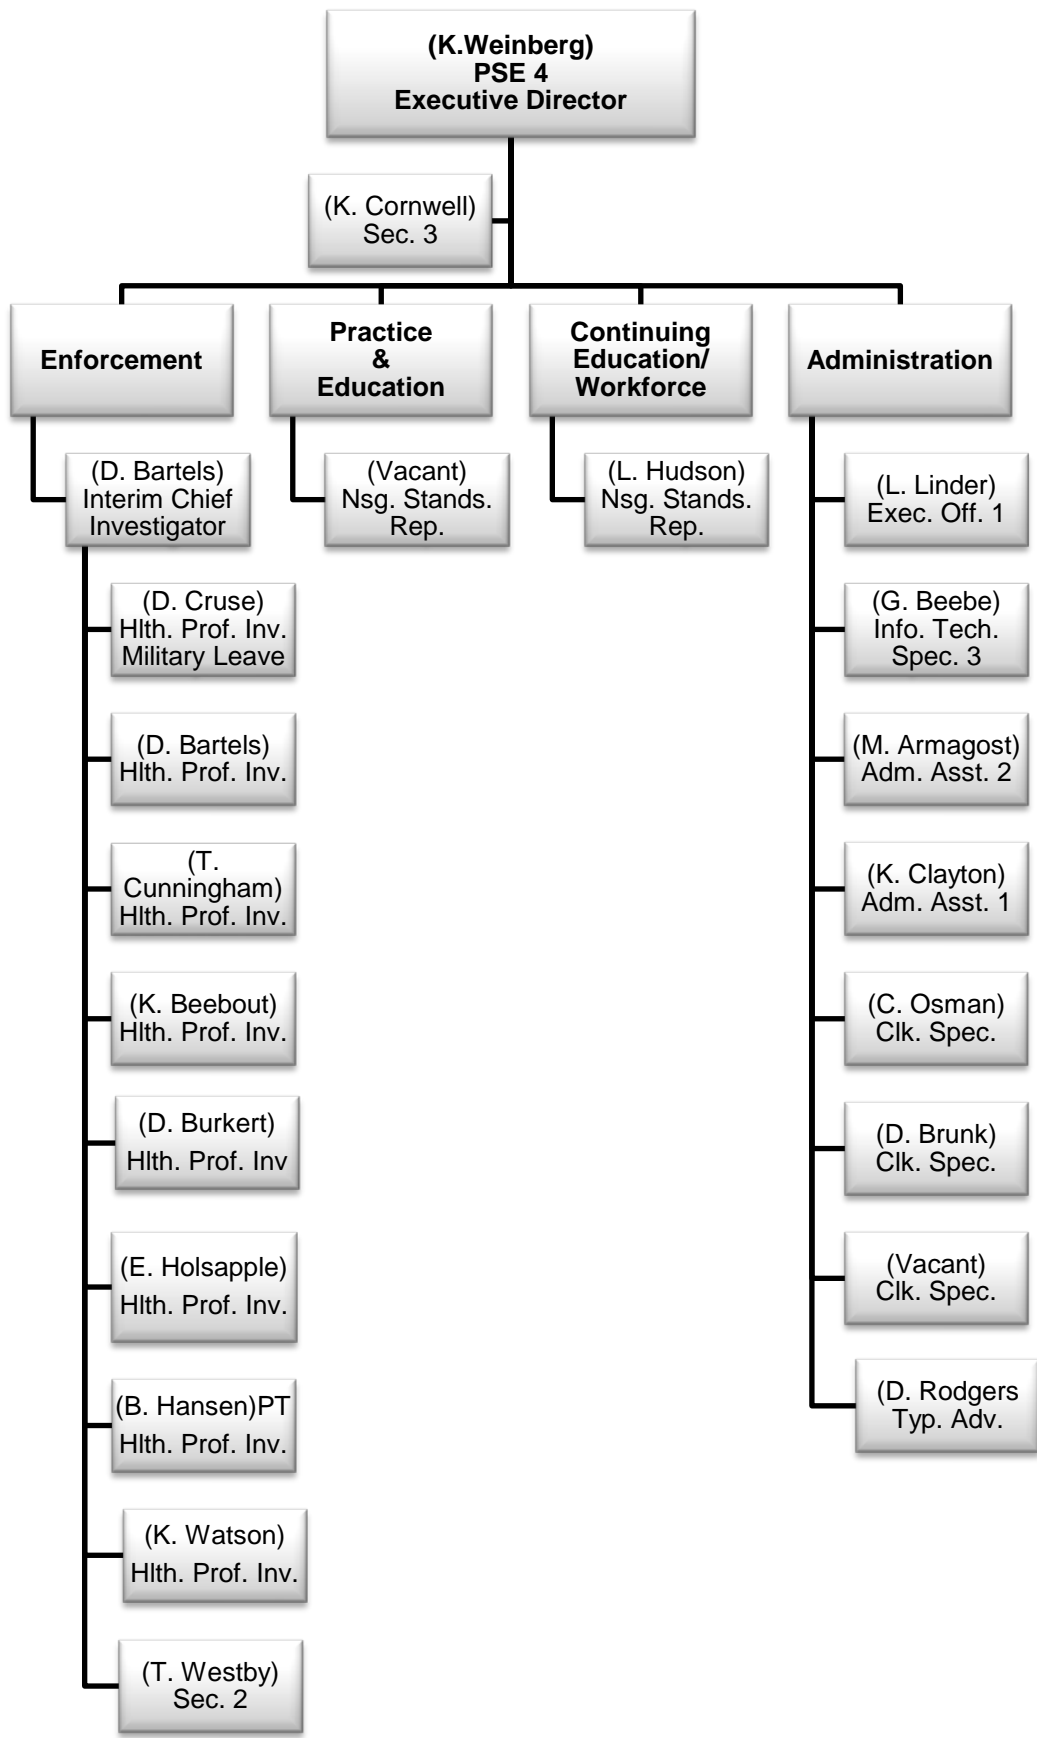 (K.Weinberg)
PSE 4
Executive Director
(K. Cornwell)
Sec. 3
Enforcement
Practice
&
Education
Continuing
Education/
Workforce
Administration
(D. Bartels)
Interim Chief
Investigator
(D. Cruse)
Hlth. Prof. Inv.
Military Leave
(D. Bartels)
Hlth. Prof. Inv.
(T.
Cunningham)
Hlth. Prof. Inv.
(K. Beebout)
Hlth. Prof. Inv.
(D. Burkert)
Hlth. Prof. Inv
(E. Holsapple)
Hlth. Prof. Inv.
(B. Hansen)PT
Hlth. Prof. Inv.
(K. Watson)
Hlth. Prof. Inv.
(T. Westby)
Sec. 2
(Vacant)
Nsg. Stands.
Rep.
(L. Hudson)
Nsg. Stands.
Rep.
(L. Linder)
Exec. Off. 1
(G. Beebe)
Info. Tech.
Spec. 3
(M. Armagost)
Adm. Asst. 2
(K. Clayton)
Adm. Asst. 1
(C. Osman)
Clk. Spec.
(D. Brunk)
Clk. Spec.
(Vacant)
Clk. Spec.
(D. Rodgers
Typ. Adv.